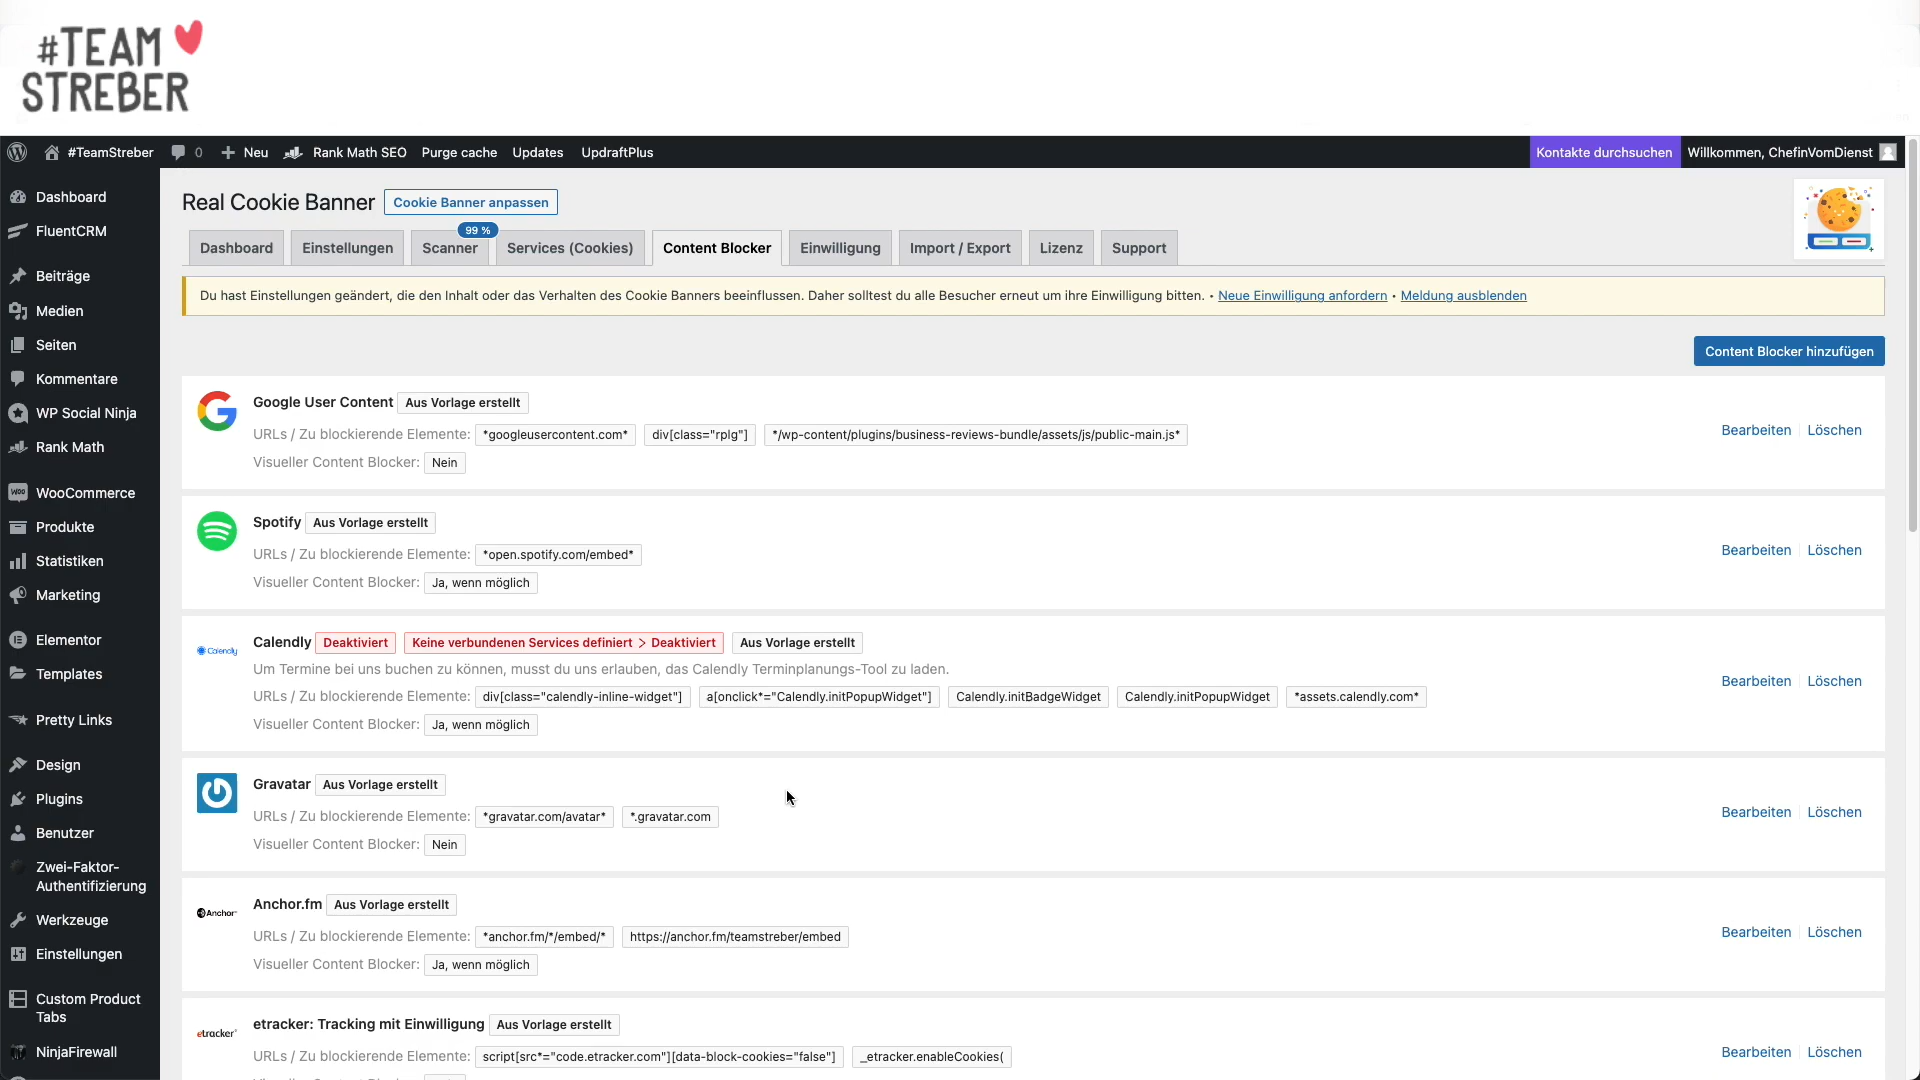 #TEAM
STREBER
#TeamStreber 0 Neu Rank Math SEO Purge cache Updates UpdraftPlus Kontakte durchsuchen Willkommen, ChefinVomDienst
Dashboard
FluentCRM
Beiträge
Medien
Seiten
Kommentare
WP Social Ninja
Rank Math
WooCommerce
Produkte
Statistiken
Marketing
Elementor
Templates
Pretty Links
Design
Plugins
Benutzer
Zwei-Faktor-
Authentifizierung
Werkzeuge
Einstellungen
Custom Product
Tabs
NinjaFirewall
Real Cookie Banner Cookie Banner anpassen
99 %
Dashboard Einstellungen Scanner Services (Cookies) Content Blocker Einwilligung Import / Export Lizenz Support
Du hast Einstellungen geändert, die den Inhalt oder das Verhalten des Cookie Banners beeinflussen. Daher solltest du alle Besucher erneut um ihre Einwilligung bitten. • Neue Einwilligung anfordern • Meldung ausblenden
Content Blocker hinzufügen
Google User Content Aus Vorlage erstellt
URLs / Zu blockierende Elemente: *googleusercontent.com* div[class="rplg"] */wp-content/plugins/business-reviews-bundle/assets/js/public-main.js*
Visueller Content Blocker: Nein
Bearbeiten Löschen
Spotify Aus Vorlage erstellt
URLs / Zu blockierende Elemente: *open.spotify.com/embed*
Visueller Content Blocker: Ja, wenn möglich
Bearbeiten Löschen
Calendly
Calendly Deaktiviert Keine verbundenen Services definiert > Deaktiviert Aus Vorlage erstellt
Um Termine bei uns buchen zu können, musst du uns erlauben, das Calendly Terminplanungs-Tool zu laden.
URLs / Zu blockierende Elemente: div[class="calendly-inline-widget"] a[onclick*="Calendly.initPopupWidget"] Calendly.initBadgeWidget Calendly.initPopupWidget *assets.calendly.com*
Visueller Content Blocker: Ja, wenn möglich
Bearbeiten Löschen
Gravatar Aus Vorlage erstellt
URLs / Zu blockierende Elemente: *gravatar.com/avatar* *.gravatar.com
Visueller Content Blocker: Nein
Bearbeiten Löschen
Anchor
Anchor.fm Aus Vorlage erstellt
URLs / Zu blockierende Elemente: *anchor.fm/*/embed/* https://anchor.fm/teamstreber/embed
Visueller Content Blocker: Ja, wenn möglich
Bearbeiten Löschen
etracker
etracker: Tracking mit Einwilligung Aus Vorlage erstellt
URLs / Zu blockierende Elemente: script[src*="code.etracker.com"][data-block-cookies="false"] _etracker.enableCookies(
Bearbeiten Löschen